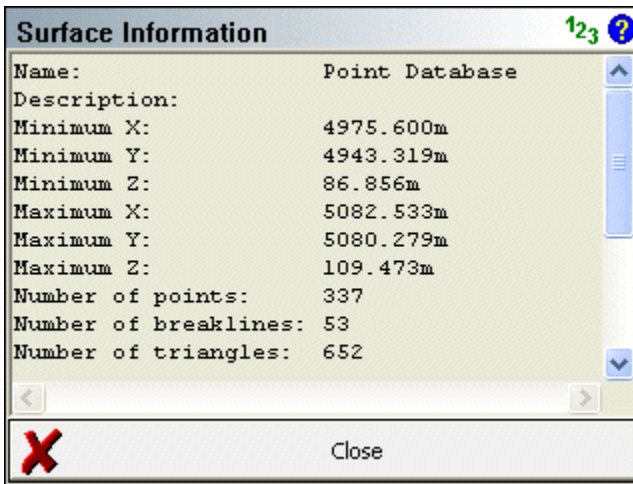 Surface Information 123 ?
Name: Point Database
Description:
Minimum X: 4975.600m
Minimum Y: 4943.319m
Minimum Z: 86.856m
Maximum X: 5082.533m
Maximum Y: 5080.279m
Maximum Z: 109.473m
Number of points: 337
Number of breaklines: 53
Number of triangles: 652
Close